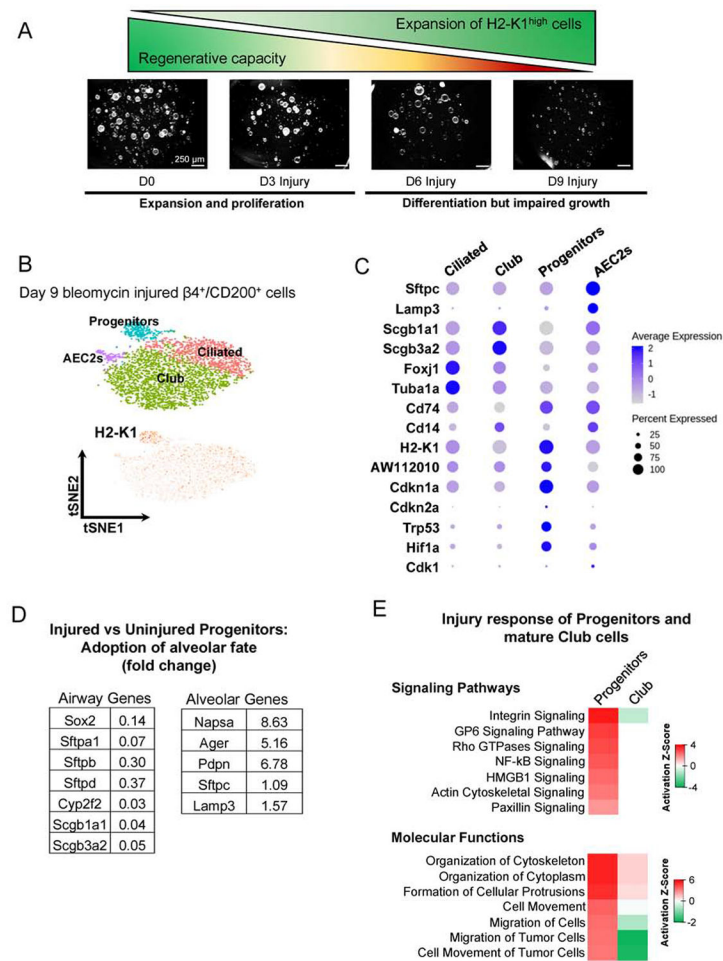 A
Expansion of H2-K1high cells
Regenerative capacity
250 µm
D0
D3 Injury
D6 Injury
D9 Injury
Expansion and proliferation
Differentiation but impaired growth
B
Day 9 bleomycin injured β4+/CD200+ cells
Progenitors
AEC2s
Ciliated
Club
H2-K1
tSNE2
tSNE1
C
Ciliated
Club
Progenitors
AEC2s
Sftpc
Lamp3
Scgb1a1
Scgb3a2
Foxj1
Tuba1a
Cd74
Cd14
H2-K1
AW112010
Cdkn1a
Cdkn2a
Trp53
Hif1a
Cdk1
Average Expression
2
1
0
-1
Percent Expressed
25
50
75
100
D
Injured vs Uninjured Progenitors:
Adoption of alveolar fate
(fold change)
Airway Genes
Sox2 0.14
Sftpa1 0.07
Sftpb 0.30
Sftpd 0.37
Cyp2f2 0.03
Scgb1a1 0.04
Scgb3a2 0.05
Alveolar Genes
Napsa 8.63
Ager 5.16
Pdpn 6.78
Sftpc 1.09
Lamp3 1.57
E
Injury response of Progenitors and
mature Club cells
Progenitors
Club
Signaling Pathways
Integrin Signaling
GP6 Signaling Pathway
Rho GTPases Signaling
NF-kB Signaling
HMGB1 Signaling
Actin Cytoskeletal Signaling
Paxillin Signaling
4
-4
Activation Z-Score
Molecular Functions
Organization of Cytoskeleton
Organization of Cytoplasm
Formation of Cellular Protrusions
Cell Movement
Migration of Cells
Migration of Tumor Cells
Cell Movement of Tumor Cells
6
-2
Activation Z-Score